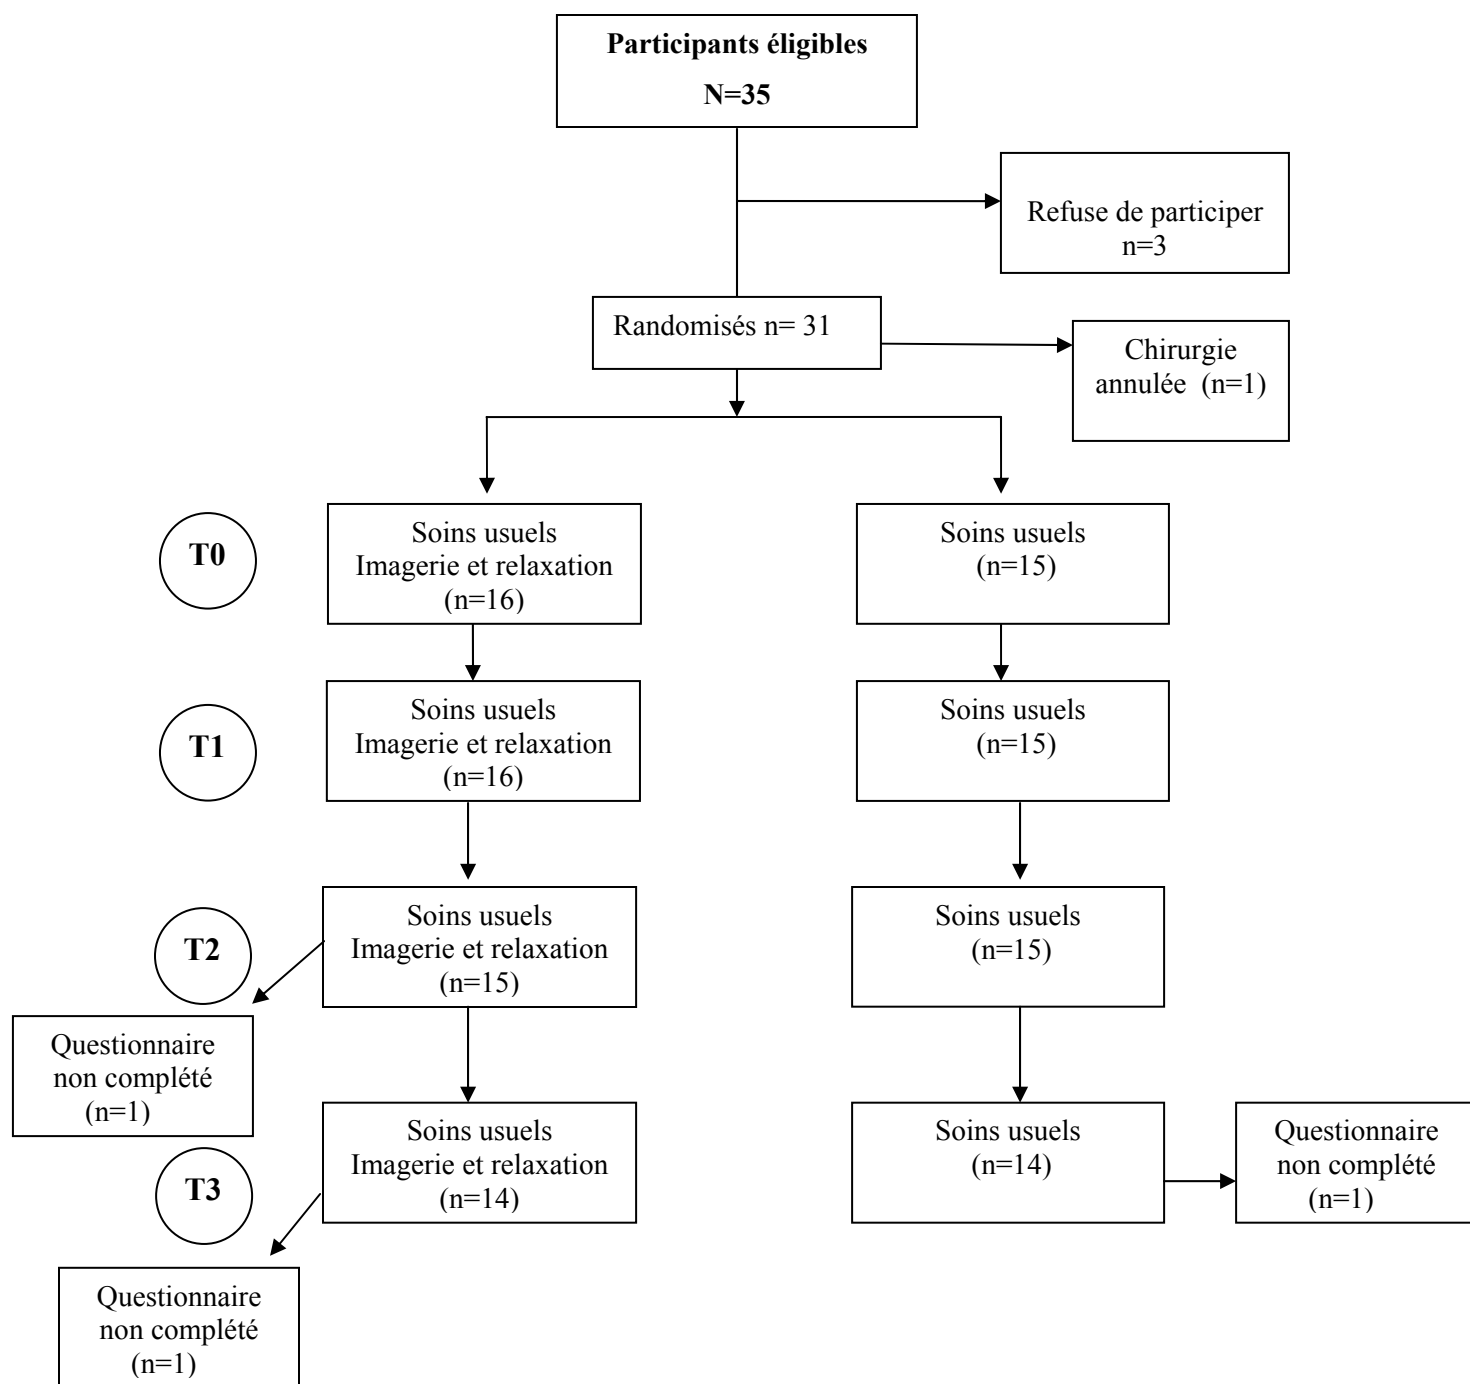 Participants éligibles
N=35
Refuse de participer
n=3
Randomisés n= 31
Chirurgie
annulée (n=1)
T0
Soins usuels
Imagerie et relaxation
(n=16)
Soins usuels
(n=15)
T1
Soins usuels
Imagerie et relaxation
(n=16)
Soins usuels
(n=15)
T2
Soins usuels
Imagerie et relaxation
(n=15)
Soins usuels
(n=15)
Questionnaire
non complété
(n=1)
T3
Soins usuels
Imagerie et relaxation
(n=14)
Soins usuels
(n=14)
Questionnaire
non complété
(n=1)
Questionnaire
non complété
(n=1)